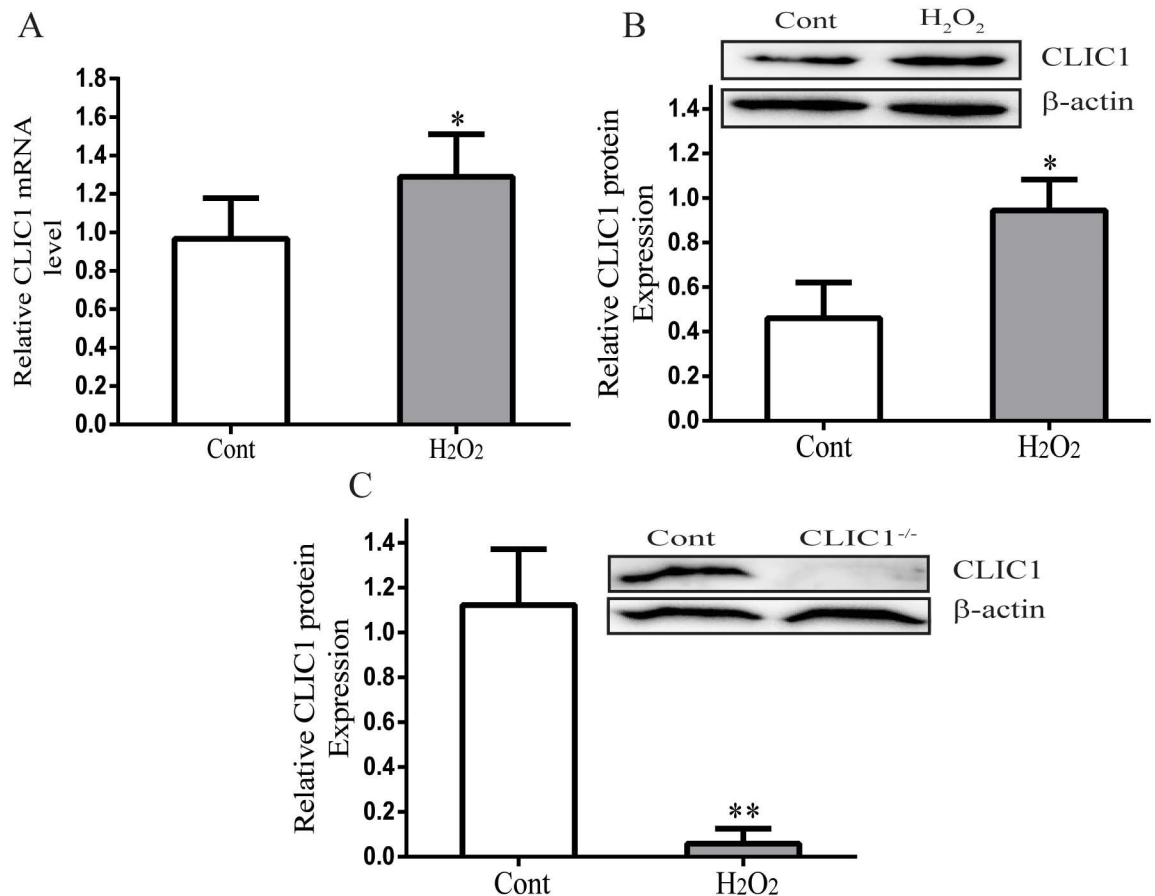 A
Relative CLIC1 mRNA
level
1.8
1.6
1.4
1.2
1.0
0.8
0.6
0.4
0.2
0.0
*
Cont
H2O2
B
Cont
H₂O₂
CLIC1
β-actin
Relative CLIC1 protein
Expression
1.4
1.2
1.0
0.8
0.6
0.4
0.2
0.0
*
Cont
H2O2
C
Relative CLIC1 protein
Expression
1.4
1.2
1.0
0.8
0.6
0.4
0.2
0.0
Cont
CLIC1⁻/⁻
CLIC1
β-actin
**
Cont
H2O2